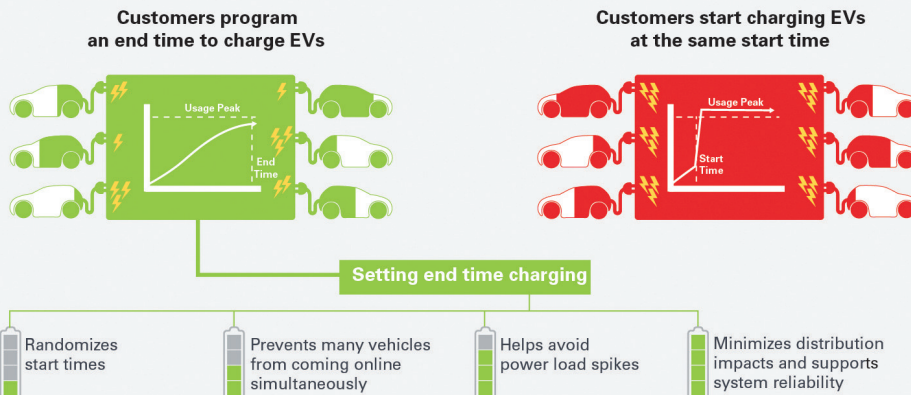 Customers program
an end time to charge EVs
Usage Peak
End
Time
Customers start charging EVs
at the same start time
Usage Peak
Start
Time
Setting end time charging
Randomizes
start times
Prevents many vehicles
from coming online
simultaneously
Helps avoid
power load spikes
Minimizes distribution
impacts and supports
system reliability